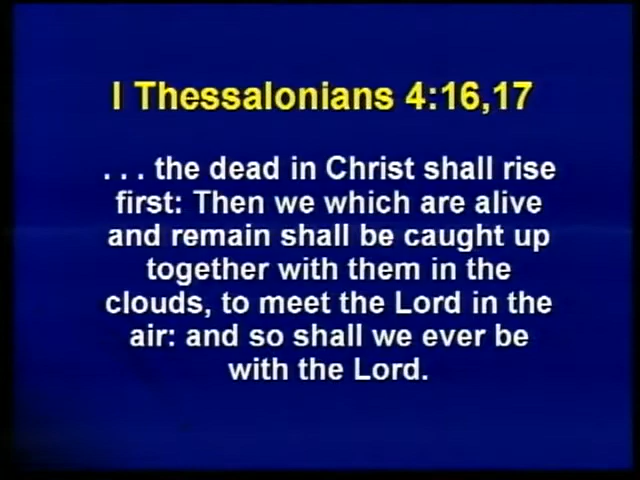 I Thessalonians 4:16,17
. . . the dead in Christ shall rise
first: Then we which are alive
and remain shall be caught up
together with them in the
clouds, to meet the Lord in the
air: and so shall we ever be
with the Lord.